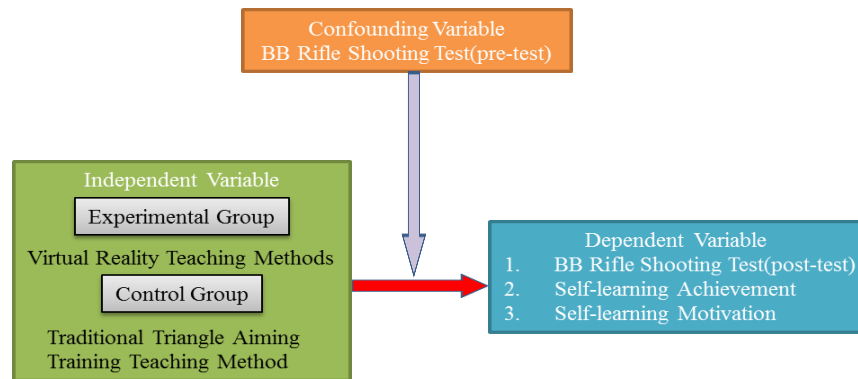 Confounding Variable
BB Rifle Shooting Test(pre-test)
Independent Variable
Experimental Group
Virtual Reality Teaching Methods
Control Group
Traditional Triangle Aiming
Training Teaching Method
Dependent Variable
1. BB Rifle Shooting Test(post-test)
2. Self-learning Achievement
3. Self-learning Motivation